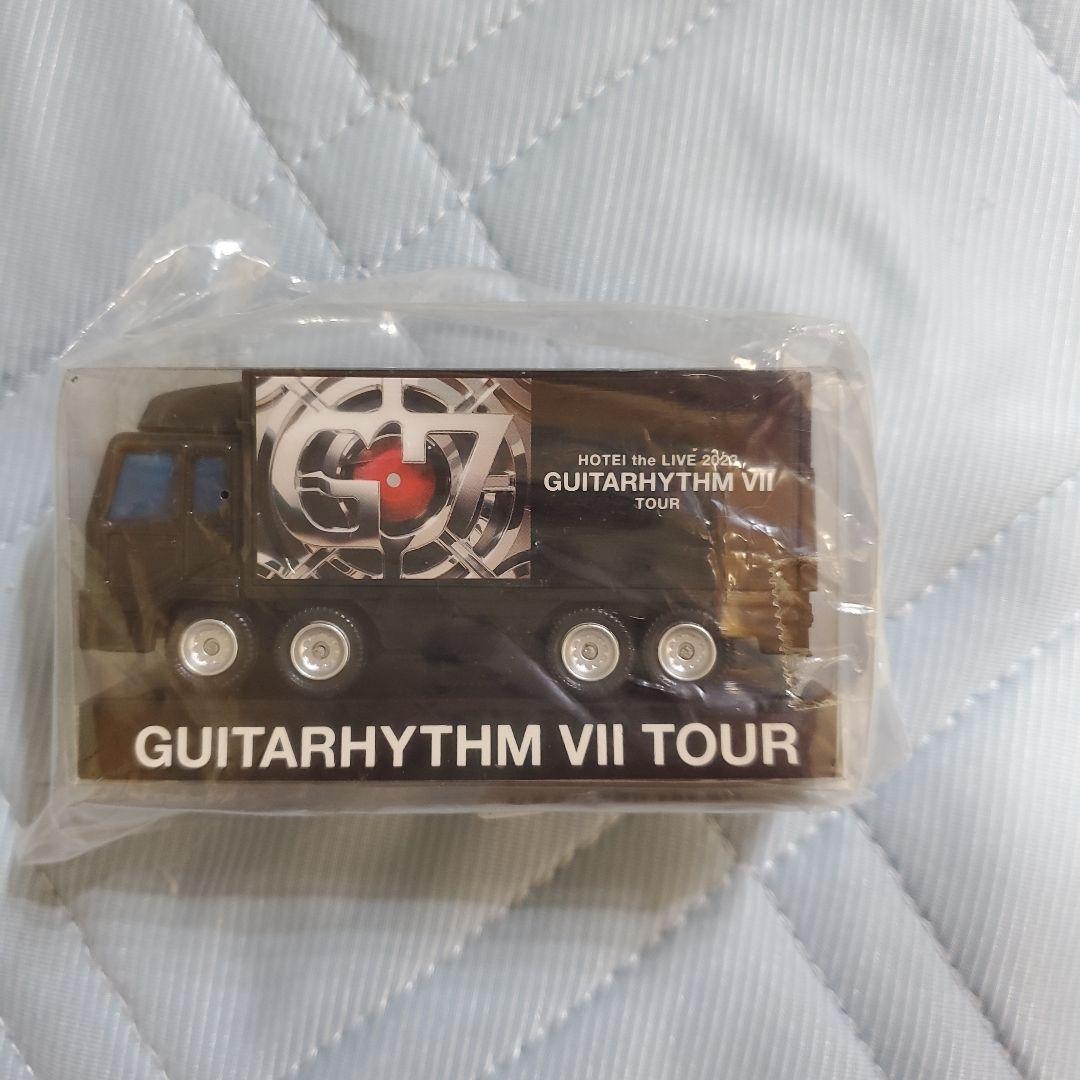 G7
HOTEI the LIVE 2023
GUITARHYTHM VII
TOUR
GUITARHYTHM VII TOUR